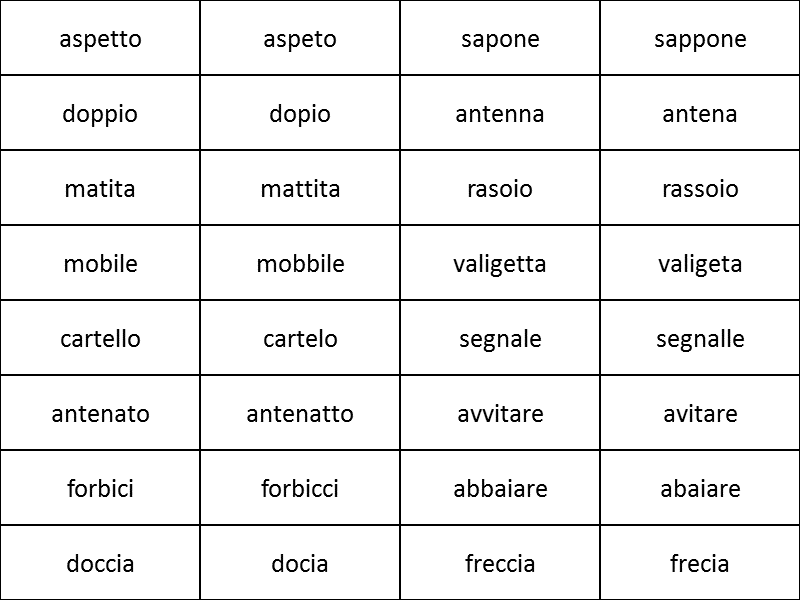 aspetto aspeto sapone sappone
doppio dopio antenna antena
matita mattita rasoio rassoio
mobile mobbile valigetta valigeta
cartello cartelo segnale segnalle
antenato antenatto avvitare avitare
forbici forbicci abbaiare abaiare
doccia docia freccia frecia